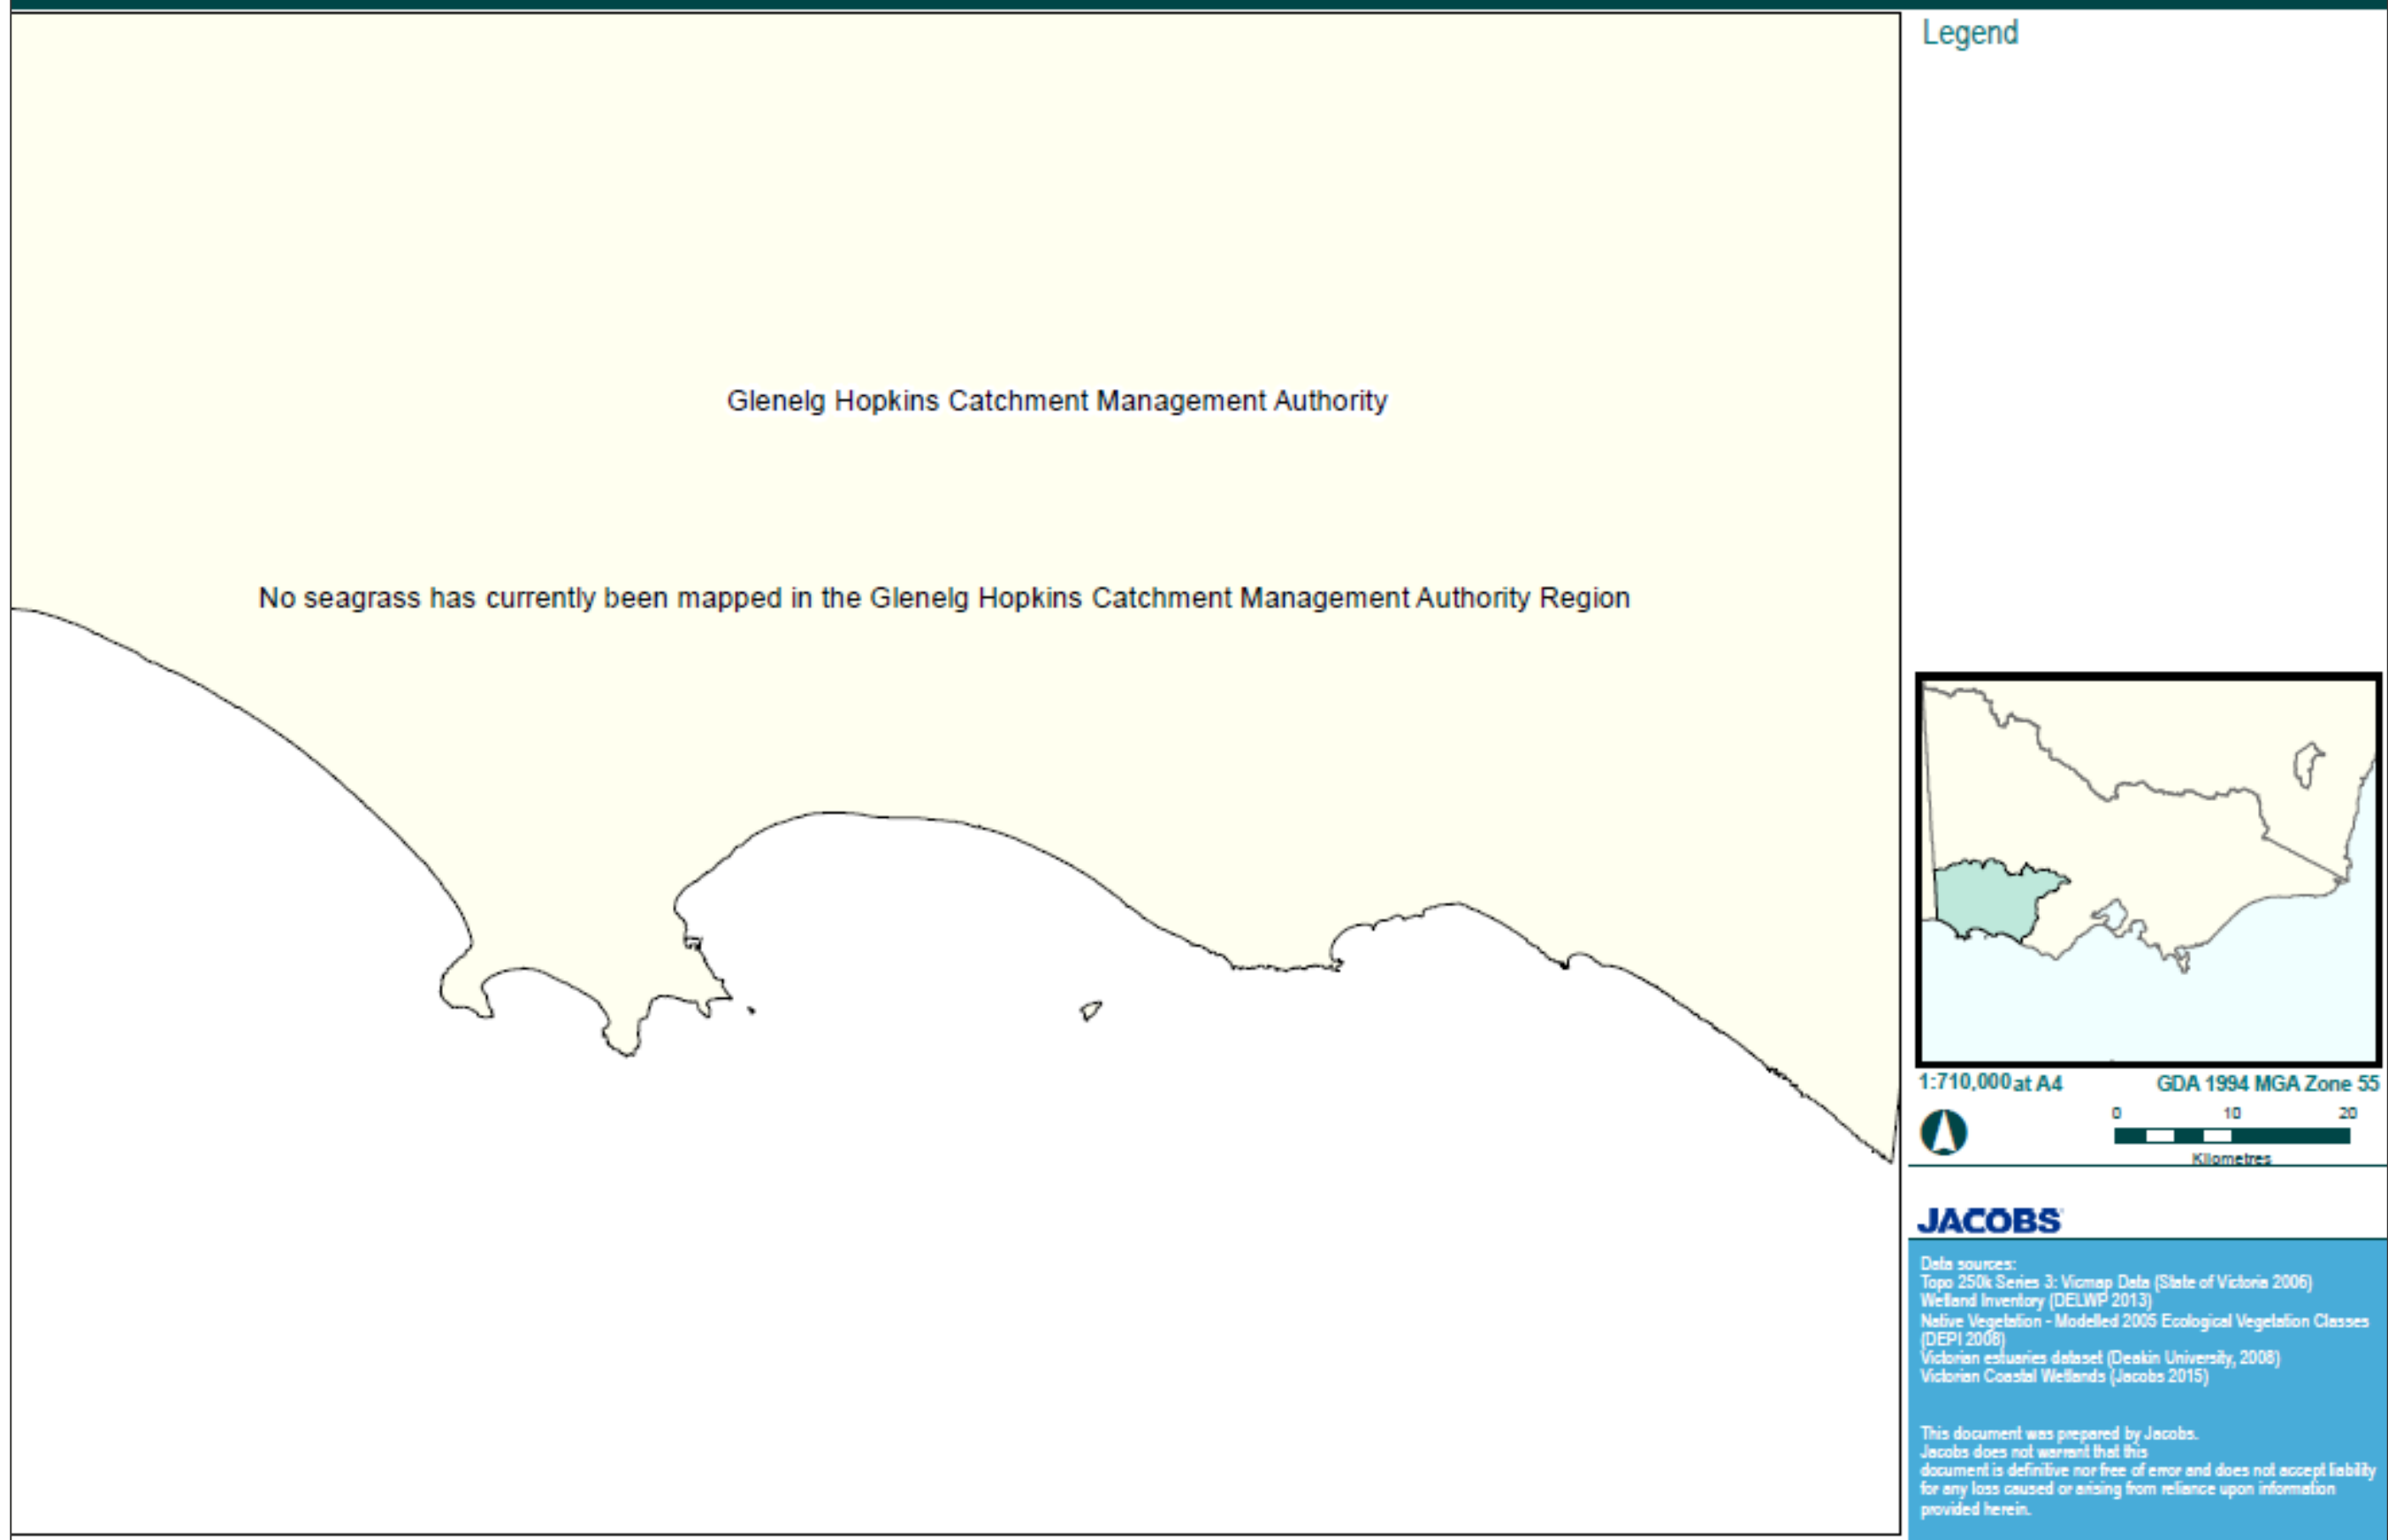 Legend
Glenelg Hopkins Catchment Management Authority
No seagrass has currently been mapped in the Glenelg Hopkins Catchment Management Authority Region
1:710,000 at A4 GDA 1994 MGA Zone 55
0 10 20
Kilometres
JACOBS
Data sources:
Topo 250k Series 3: Vicmap Data (State of Victoria 2006)
Wetland Inventory (DELWP 2013)
Native Vegetation - Modelled 2005 Ecological Vegetation Classes
(DEPI 2008)
Victorian estuaries dataset (Deakin University, 2008)
Victorian Coastal Wetlands (Jacobs 2015)
This document was prepared by Jacobs.
Jacobs does not warrant that this
document is definitive nor free of error and does not accept liability
for any loss caused or arising from reliance upon information
provided herein.